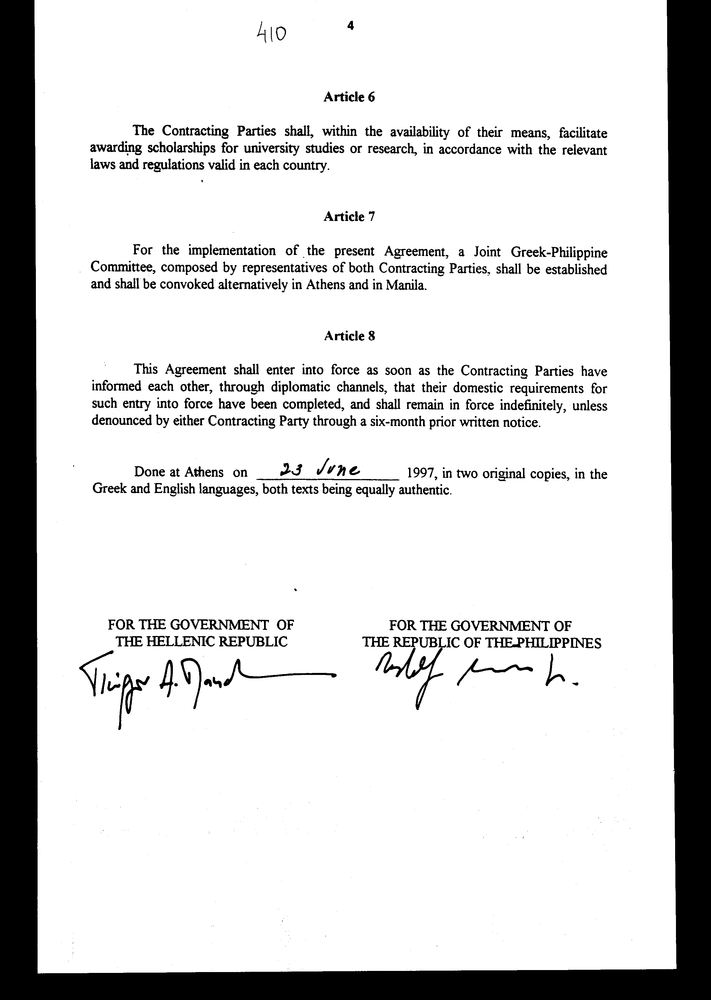 410
4
Article 6
The Contracting Parties shall, within the availability of their means, facilitate
awarding scholarships for university studies or research, in accordance with the relevant
laws and regulations valid in each country.
Article 7
For the implementation of the present Agreement, a Joint Greek-Philippine
Committee, composed by representatives of both Contracting Parties, shall be established
and shall be convoked alternatively in Athens and in Manila.
Article 8
This Agreement shall enter into force as soon as the Contracting Parties have
informed each other, through diplomatic channels, that their domestic requirements for
such entry into force have been completed, and shall remain in force indefinitely, unless
denounced by either Contracting Party through a six-month prior written notice.
Done at Athens on 23 June 1997, in two original copies, in the
Greek and English languages, both texts being equally authentic.
FOR THE GOVERNMENT OF
THE HELLENIC REPUBLIC
FOR THE GOVERNMENT OF
THE REPUBLIC OF THE PHILIPPINES